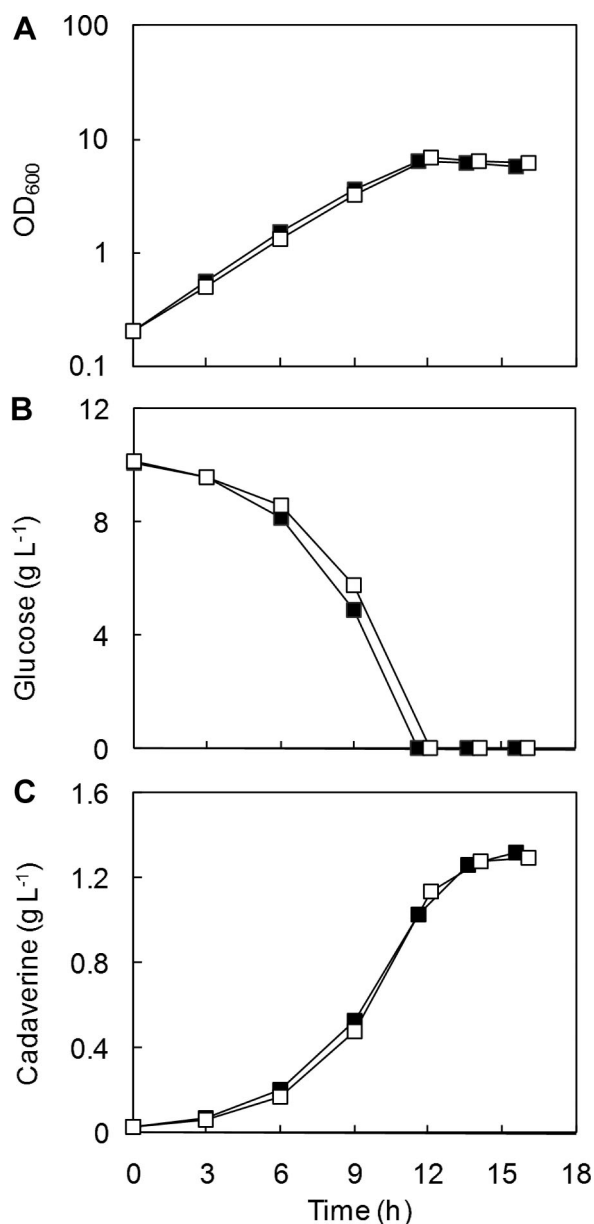 A
100
10
1
0.1
OD₆₀₀
B
12
8
4
0
Glucose (g L⁻¹)
C
1.6
1.2
0.8
0.4
0
Cadaverine (g L⁻¹)
0 3 6 9 12 15 18
Time (h)